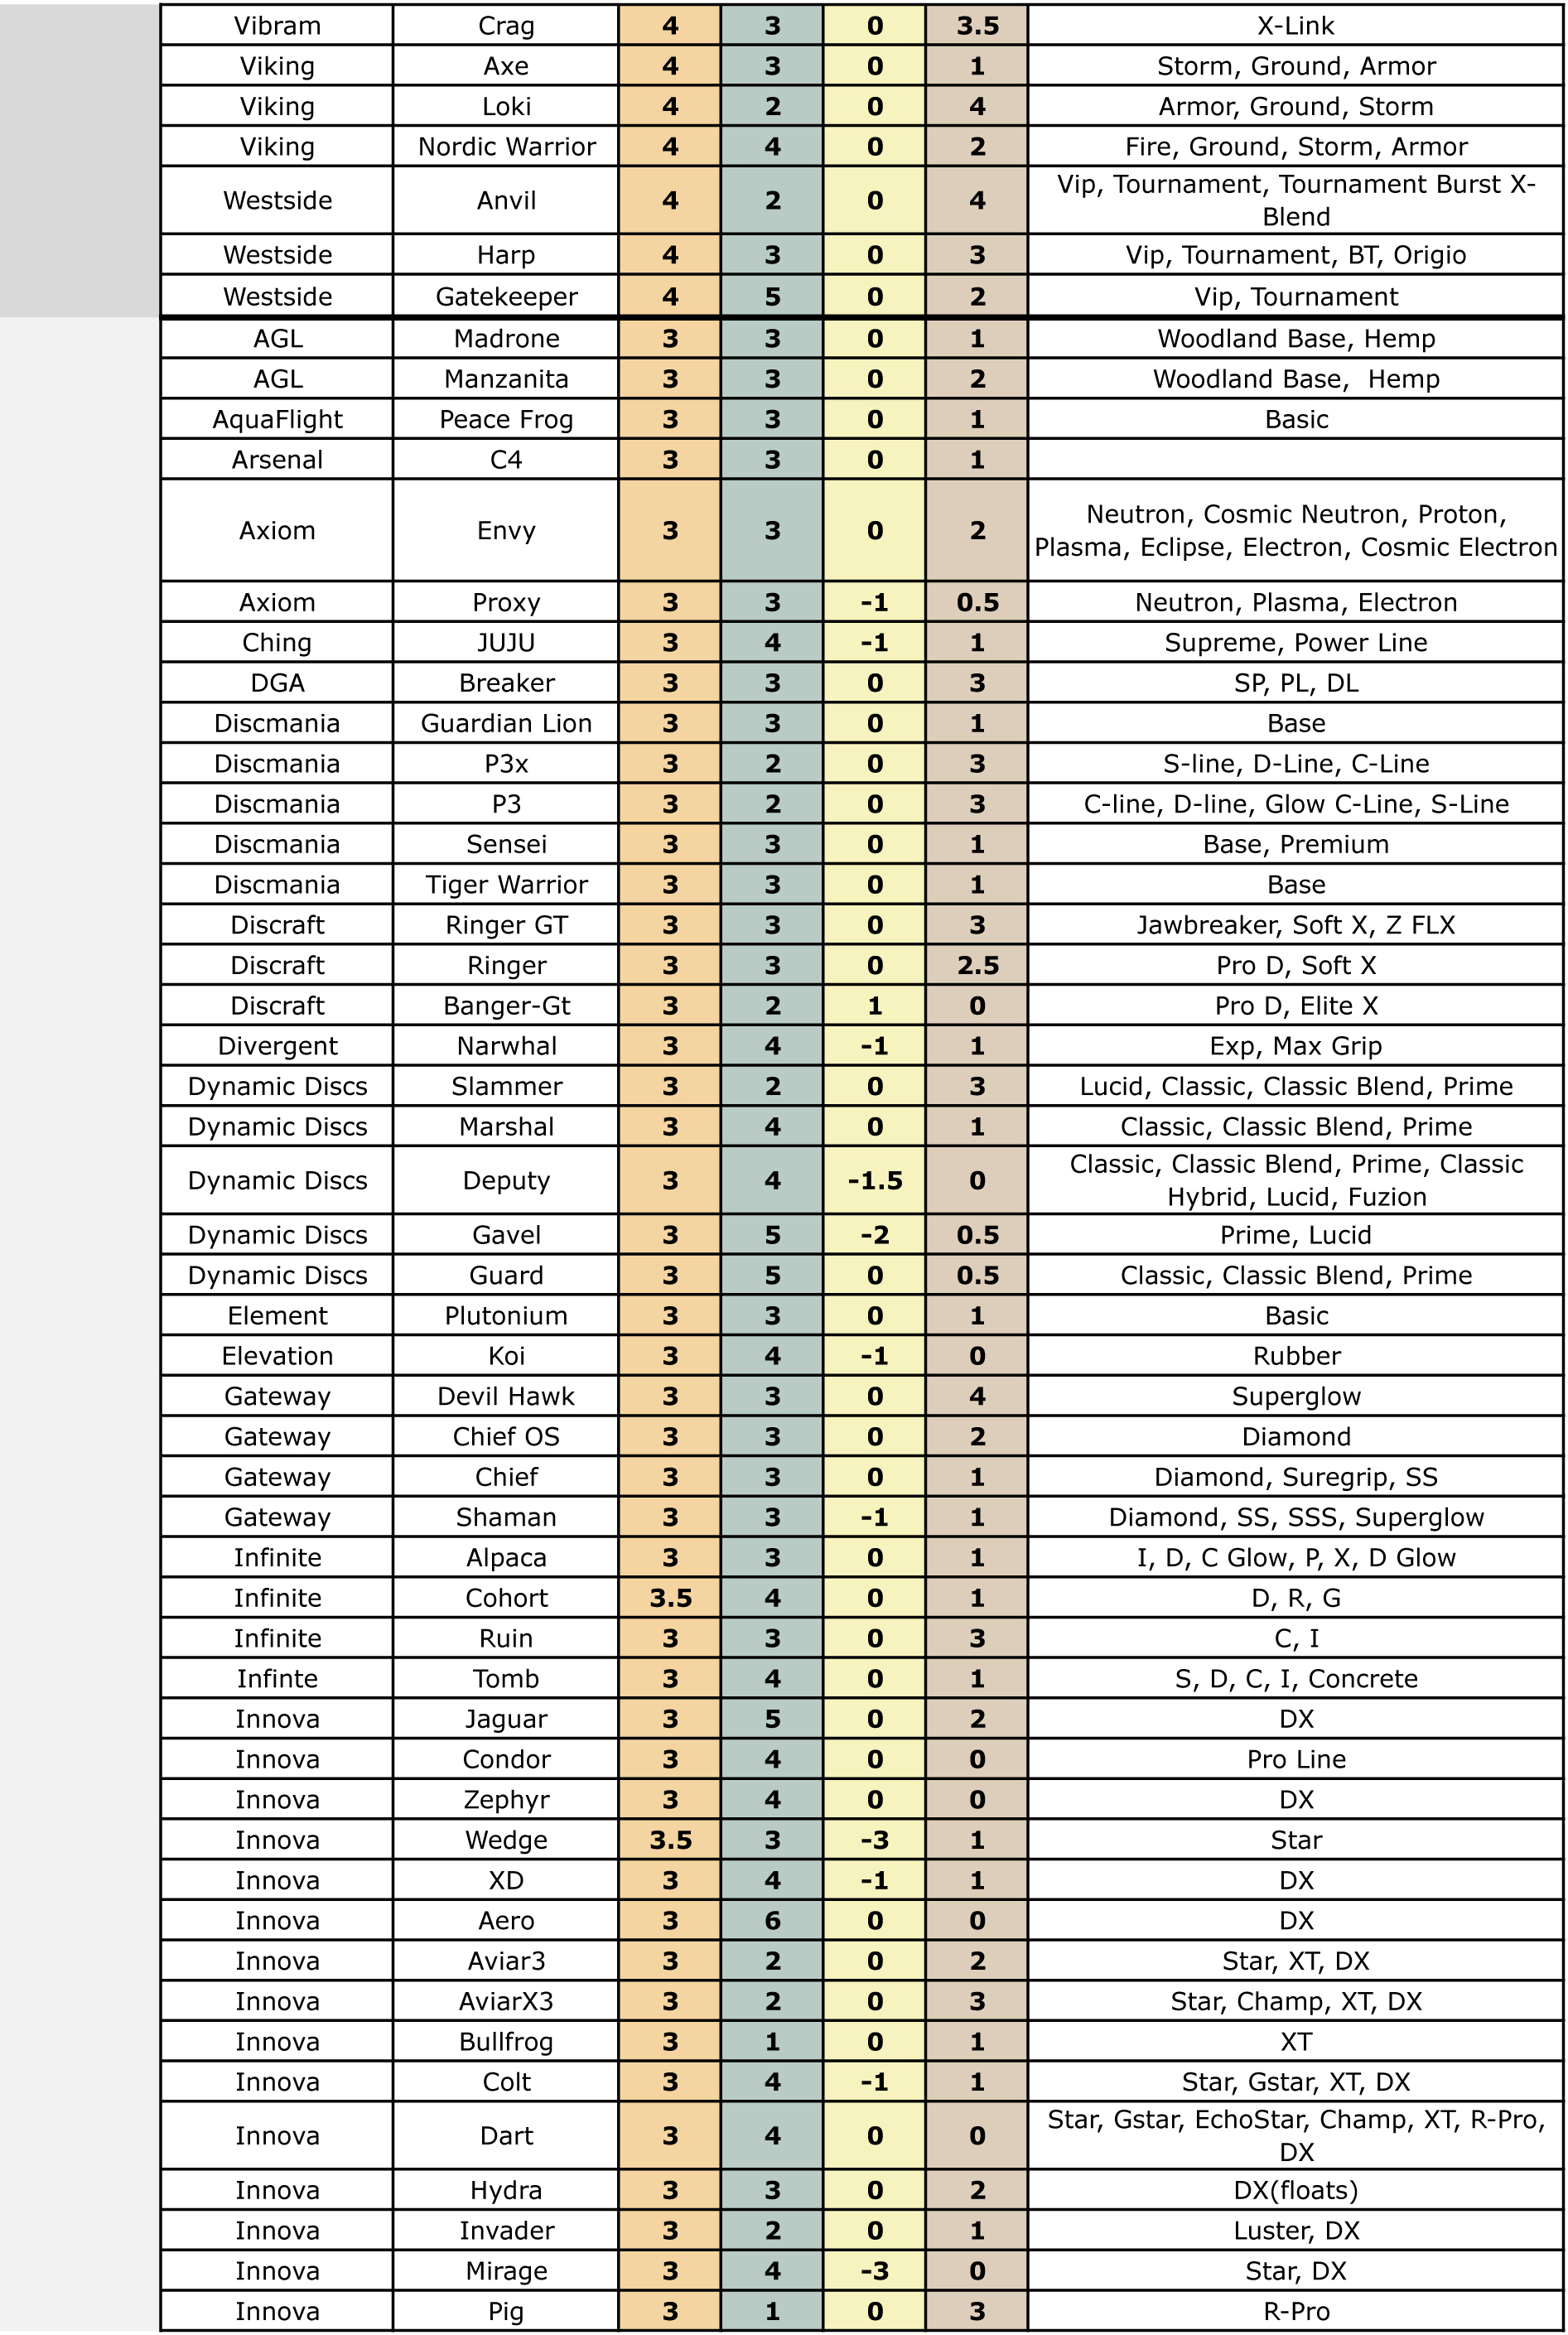 Vibram Crag 4 3 0 3.5 X-Link
Viking Axe 4 3 0 1 Storm, Ground, Armor
Viking Loki 4 2 0 4 Armor, Ground, Storm
Viking Nordic Warrior 4 4 0 2 Fire, Ground, Storm, Armor
Westside Anvil 4 2 0 4 Vip, Tournament, Tournament Burst X-
Blend
Westside Harp 4 3 0 3 Vip, Tournament, BT, Origio
Westside Gatekeeper 4 5 0 2 Vip, Tournament
AGL Madrone 3 3 0 1 Woodland Base, Hemp
AGL Manzanita 3 3 0 2 Woodland Base, Hemp
AquaFlight Peace Frog 3 3 0 1 Basic
Arsenal C4 3 3 0 1
Axiom Envy 3 3 0 2 Neutron, Cosmic Neutron, Proton,
Plasma, Eclipse, Electron, Cosmic Electron
Axiom Proxy 3 3 -1 0.5 Neutron, Plasma, Electron
Ching JUJU 3 4 -1 1 Supreme, Power Line
DGA Breaker 3 3 0 3 SP, PL, DL
Discmania Guardian Lion 3 3 0 1 Base
Discmania P3x 3 2 0 3 S-line, D-Line, C-Line
Discmania P3 3 2 0 3 C-line, D-line, Glow C-Line, S-Line
Discmania Sensei 3 3 0 1 Base, Premium
Discmania Tiger Warrior 3 3 0 1 Base
Discraft Ringer GT 3 3 0 3 Jawbreaker, Soft X, Z FLX
Discraft Ringer 3 3 0 2.5 Pro D, Soft X
Discraft Banger-Gt 3 2 1 0 Pro D, Elite X
Divergent Narwhal 3 4 -1 1 Exp, Max Grip
Dynamic Discs Slammer 3 2 0 3 Lucid, Classic, Classic Blend, Prime
Dynamic Discs Marshal 3 4 0 1 Classic, Classic Blend, Prime
Dynamic Discs Deputy 3 4 -1.5 0 Classic, Classic Blend, Prime, Classic
Hybrid, Lucid, Fuzion
Dynamic Discs Gavel 3 5 -2 0.5 Prime, Lucid
Dynamic Discs Guard 3 5 0 0.5 Classic, Classic Blend, Prime
Element Plutonium 3 3 0 1 Basic
Elevation Koi 3 4 -1 0 Rubber
Gateway Devil Hawk 3 3 0 4 Superglow
Gateway Chief OS 3 3 0 2 Diamond
Gateway Chief 3 3 0 1 Diamond, Suregrip, SS
Gateway Shaman 3 3 -1 1 Diamond, SS, SSS, Superglow
Infinite Alpaca 3 3 0 1 I, D, C Glow, P, X, D Glow
Infinite Cohort 3.5 4 0 1 D, R, G
Infinite Ruin 3 3 0 3 C, I
Infinte Tomb 3 4 0 1 S, D, C, I, Concrete
Innova Jaguar 3 5 0 2 DX
Innova Condor 3 4 0 0 Pro Line
Innova Zephyr 3 4 0 0 DX
Innova Wedge 3.5 3 -3 1 Star
Innova XD 3 4 -1 1 DX
Innova Aero 3 6 0 0 DX
Innova Aviar3 3 2 0 2 Star, XT, DX
Innova AviarX3 3 2 0 3 Star, Champ, XT, DX
Innova Bullfrog 3 1 0 1 XT
Innova Colt 3 4 -1 1 Star, Gstar, XT, DX
Innova Dart 3 4 0 0 Star, Gstar, EchoStar, Champ, XT, R-Pro,
DX
Innova Hydra 3 3 0 2 DX(floats)
Innova Invader 3 2 0 1 Luster, DX
Innova Mirage 3 4 -3 0 Star, DX
Innova Pig 3 1 0 3 R-Pro